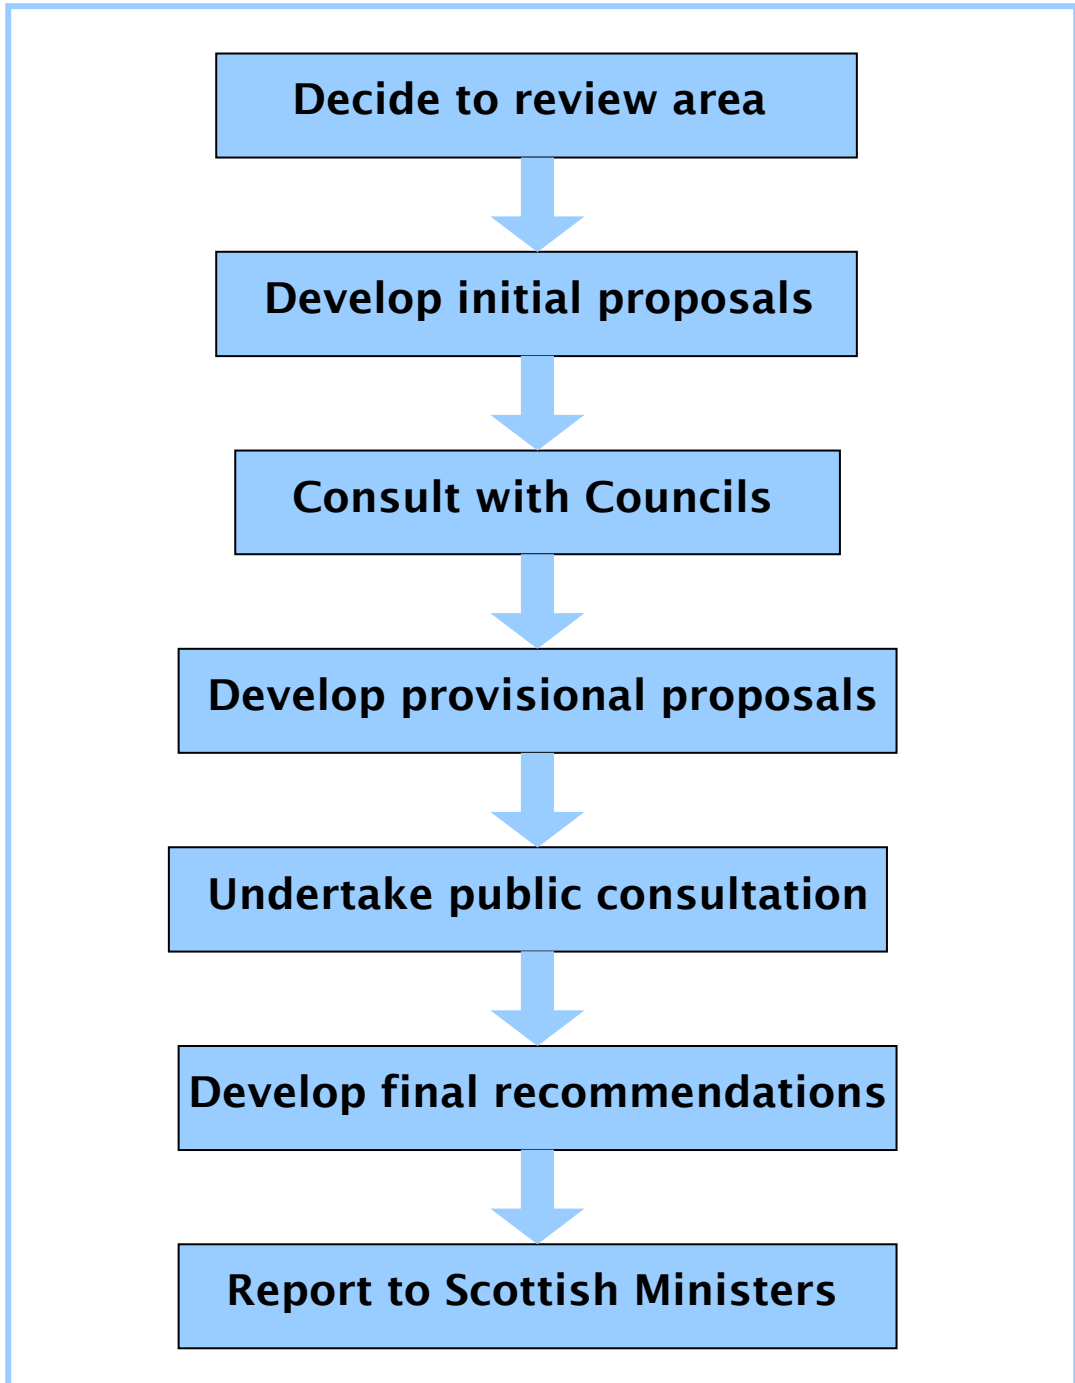 Decide to review area
Develop initial proposals
Consult with Councils
Develop provisional proposals
Undertake public consultation
Develop final recommendations
Report to Scottish Ministers